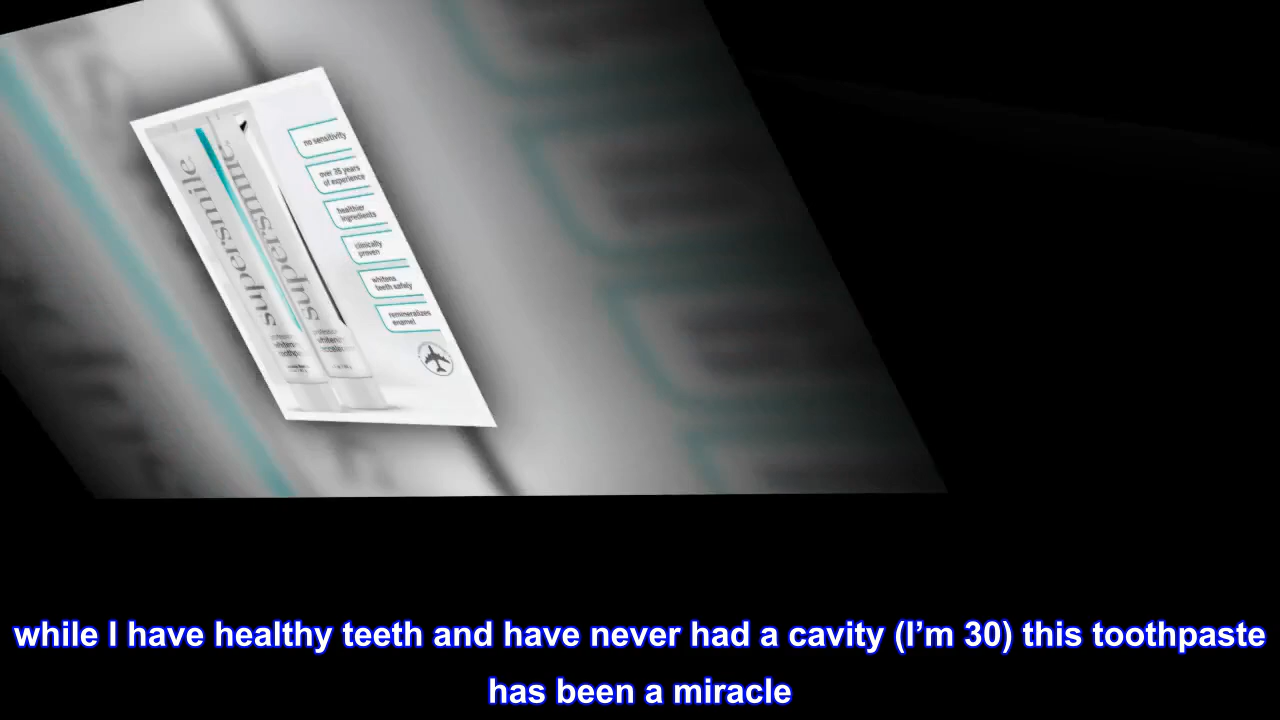 supersmile.
supersmile.
no sensitivity
over 35 years
of experience
healthier
ingredients
clinically
proven
whitens
teeth safely
remineralizes
enamel
while I have healthy teeth and have never had a cavity (I’m 30) this toothpaste
has been a miracle